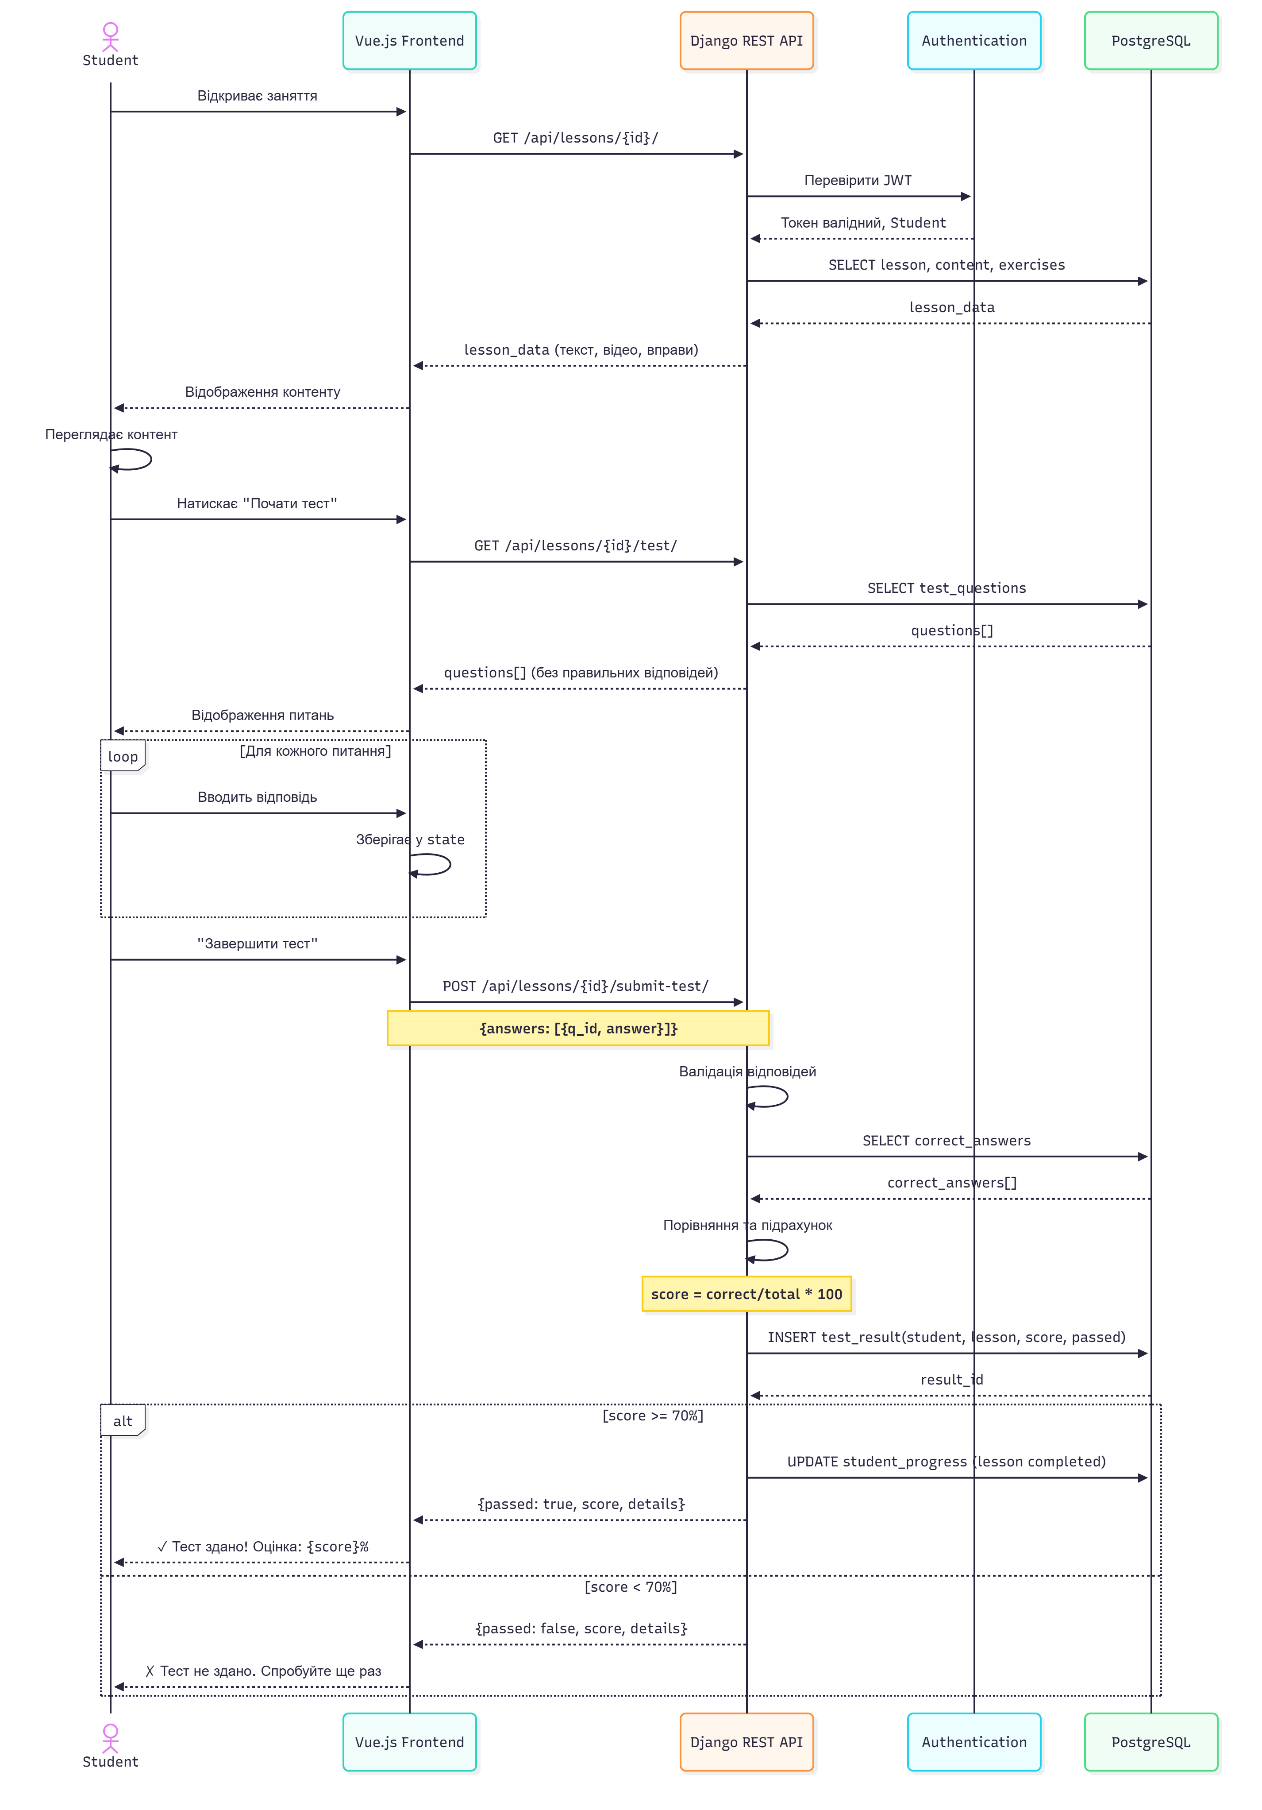 Student
Vue.js Frontend
Django REST API
Authentication
PostgreSQL
Відкриває заняття
GET /api/lessons/{id}/
Перевірити JWT
Токен валідний, Student
SELECT lesson, content, exercises
lesson_data
lesson_data (текст, відео, вправи)
Відображення контенту
Переглядає контент
Натискає "Почати тест"
GET /api/lessons/{id}/test/
SELECT test_questions
questions[]
questions[] (без правильних відповідей)
Відображення питань
loop
[Для кожного питання]
Вводить відповідь
Зберігає у state
"Завершити тест"
POST /api/lessons/{id}/submit-test/
{answers: [{q_id, answer}]}
Валідація відповідей
SELECT correct_answers
correct_answers[]
Порівняння та підрахунок
score = correct/total * 100
INSERT test_result(student, lesson, score, passed)
result_id
alt
[score >= 70%]
UPDATE student_progress (lesson completed)
{passed: true, score, details}
✓ Тест здано! Оцінка: {score}%
[score < 70%]
{passed: false, score, details}
✗ Тест не здано. Спробуйте ще раз
Student
Vue.js Frontend
Django REST API
Authentication
PostgreSQL